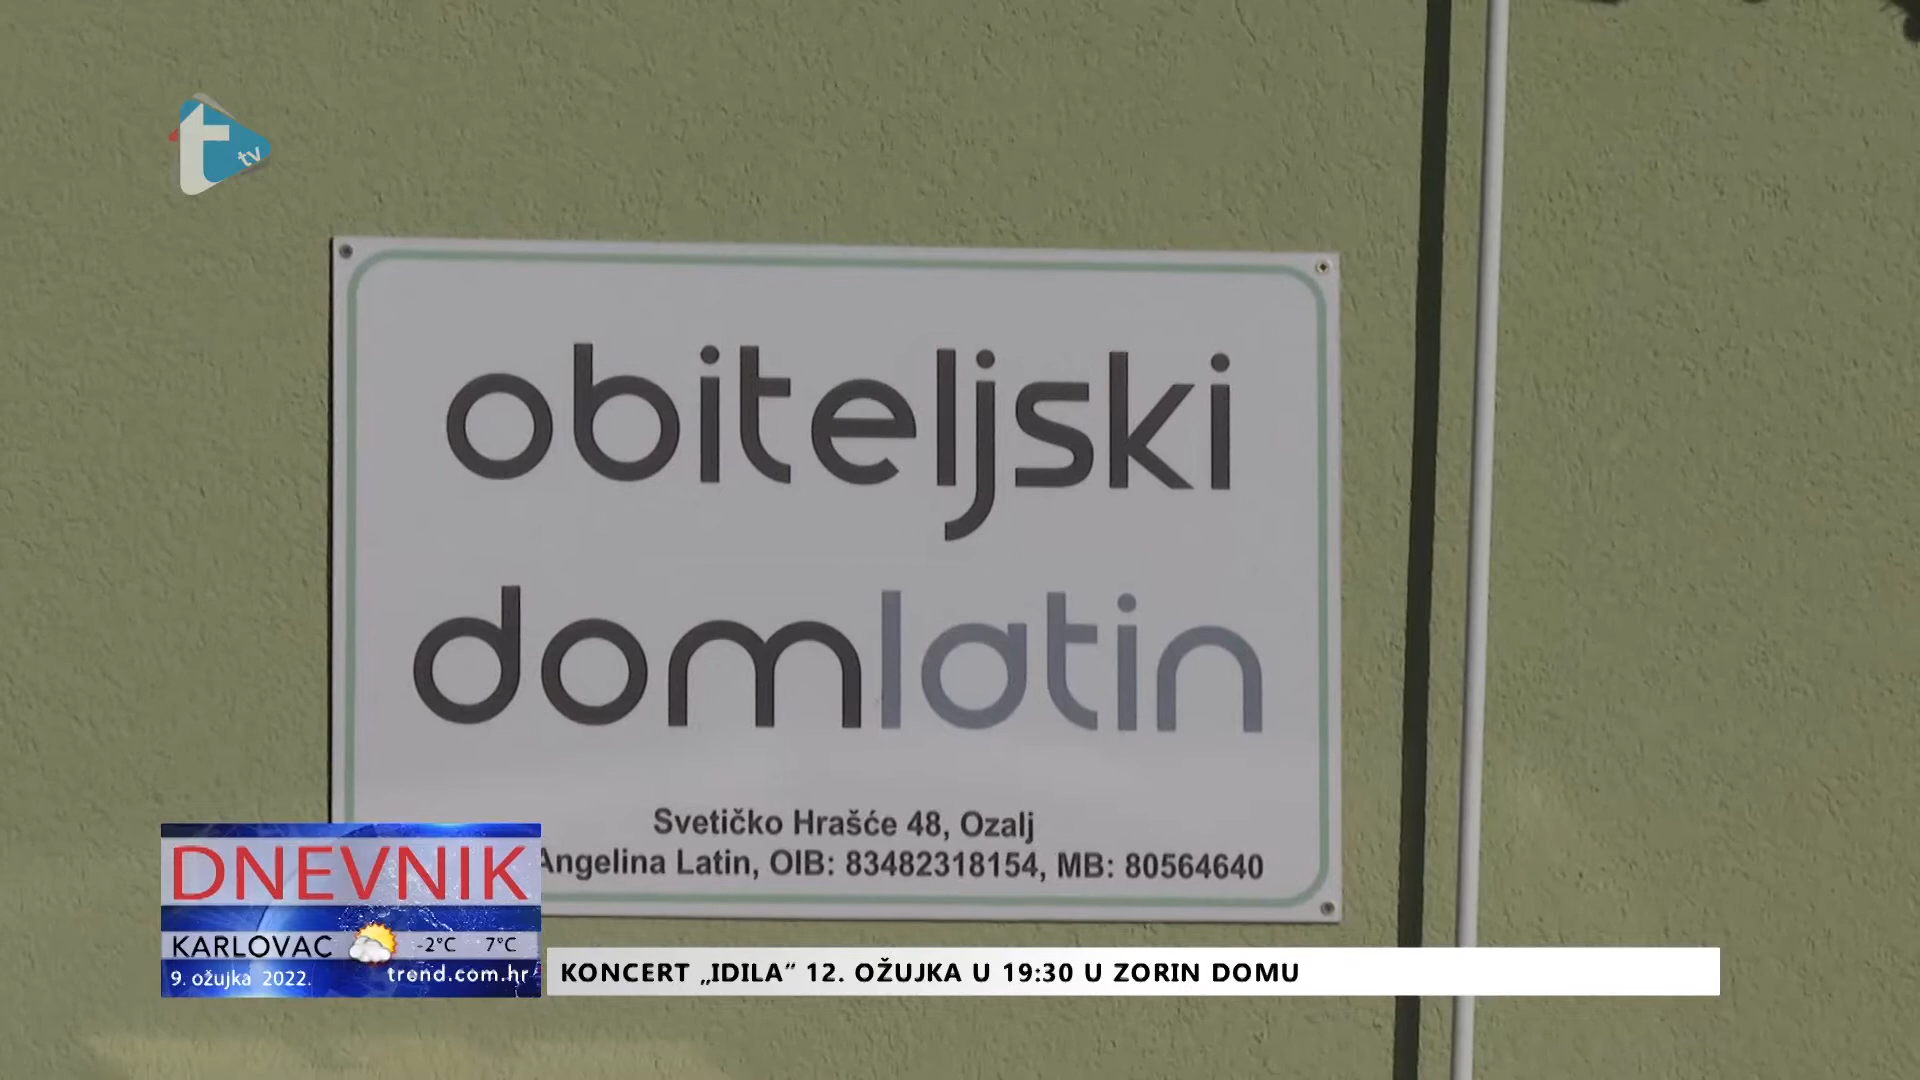 t tv
obiteljski
domlatin
Svetičko Hrašće 48, Ozalj
Angelina Latin, OIB: 83482318154, MB: 80564640
DNEVNIK
KARLOVAC -2°C 7°C
9. ožujka 2022. trend.com.hr
KONCERT „IDILA“ 12. OŽUJKA U 19:30 U ZORIN DOMU